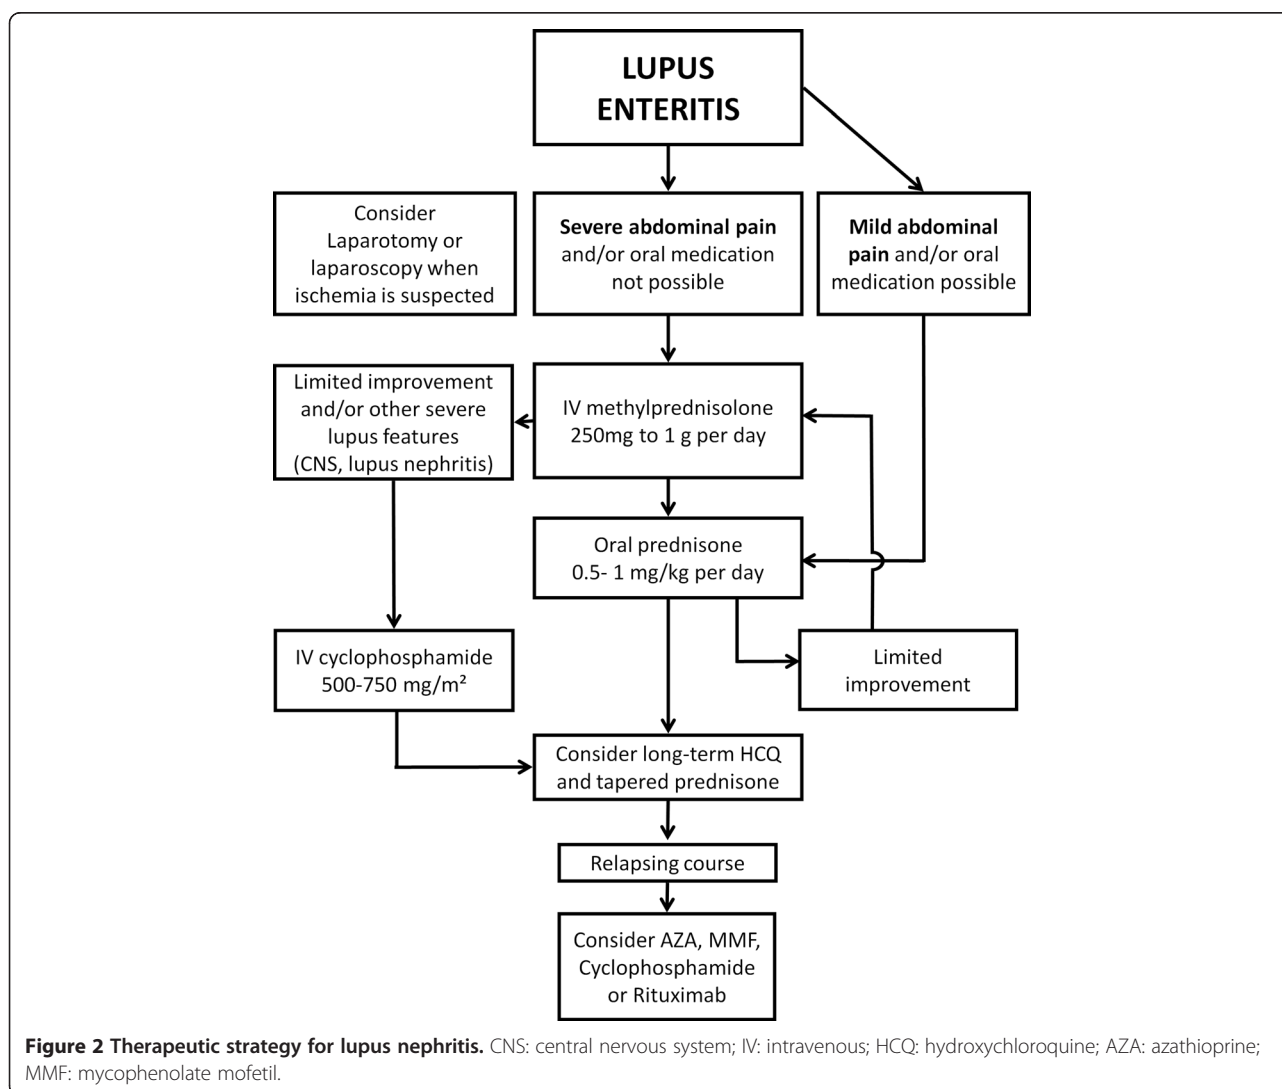 LUPUS
ENTERITIS
Consider
Laparotomy or
laparoscopy when
ischemia is suspected
Severe abdominal pain
and/or oral medication
not possible
Mild abdominal
pain and/or oral
medication possible
Limited improvement
and/or other severe
lupus features
(CNS, lupus nephritis)
IV methylprednisolone
250mg to 1 g per day
Oral prednisone
0.5- 1 mg/kg per day
IV cyclophosphamide
500-750 mg/m²
Limited
improvement
Consider long-term HCQ
and tapered prednisone
Relapsing course
Consider AZA, MMF,
Cyclophosphamide
or Rituximab
Figure 2 Therapeutic strategy for lupus nephritis. CNS: central nervous system; IV: intravenous; HCQ: hydroxychloroquine; AZA: azathioprine;
MMF: mycophenolate mofetil.